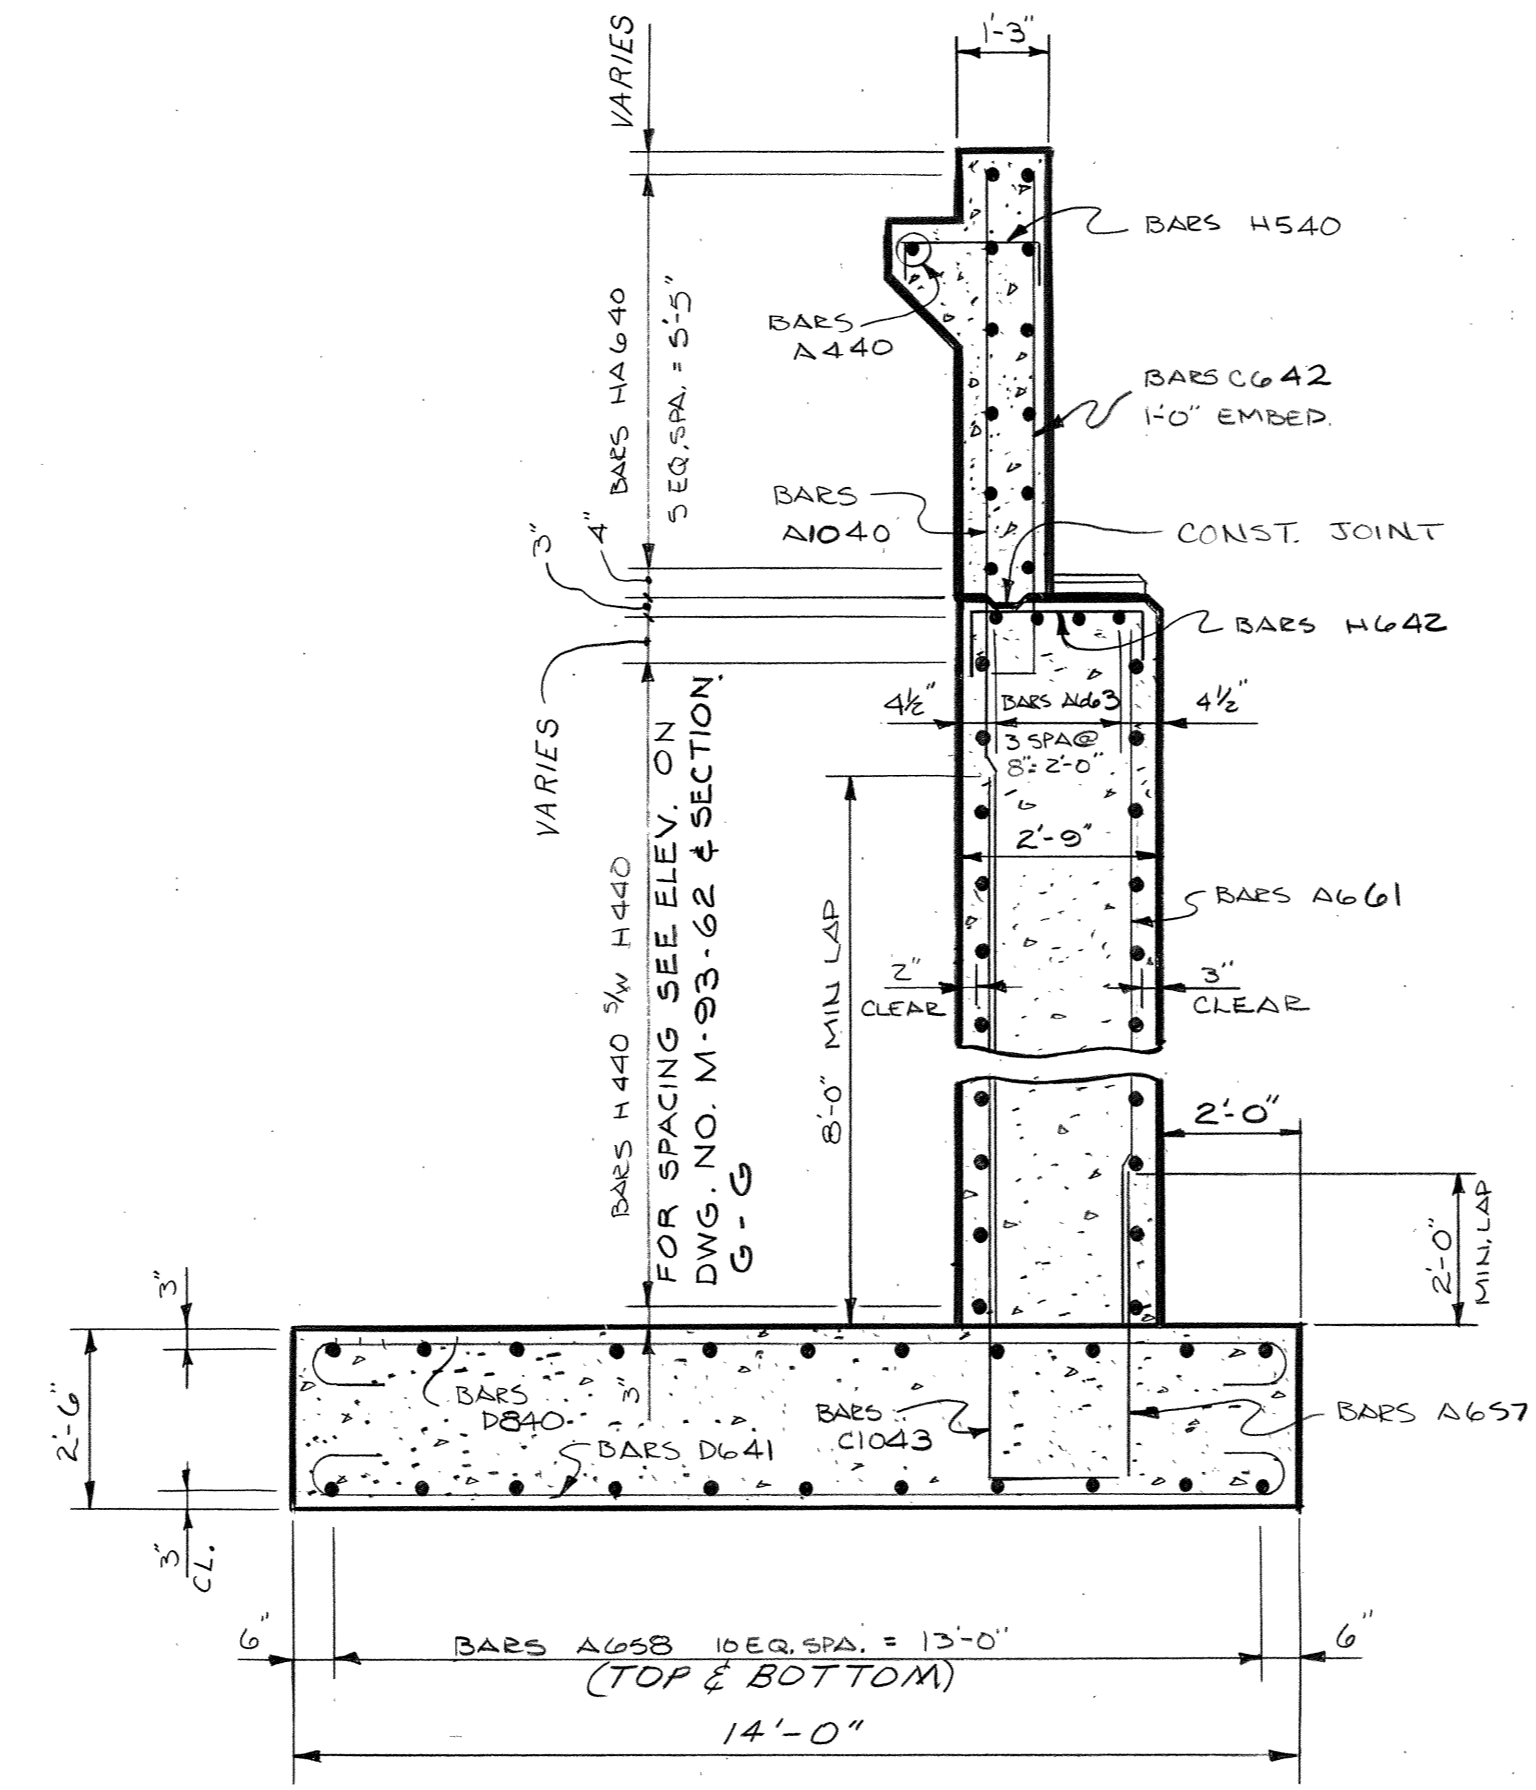 VARIES
1'-3"
BARS H540
BARS HA640
5 EQ. SPA. = 5'-5"
BARS
A440
BARS C642
1'-0" EMBED.
BARS
A1040
CONST. JOINT
3"
4"
BARS H642
VARIES
4½"
BARS A663
4½"
3 SPA@
8"= 2'-0"
2'-9"
BARS A661
BARS H440 S/W H440
FOR SPACING SEE ELEV. ON
DWG. NO. M-93-62 & SECTION
G-G
8'-0" MIN LAP
2"
CLEAR
3"
CLEAR
2'-0"
2'-0"
MIN. LAP
3"
2'-6"
3"
BARS
D840
BARS
C1043
BARS A657
BARS D641
3"
CL.
6"
BARS A658 10 EQ. SPA. = 13'-0"
6"
(TOP & BOTTOM)
14'-0"